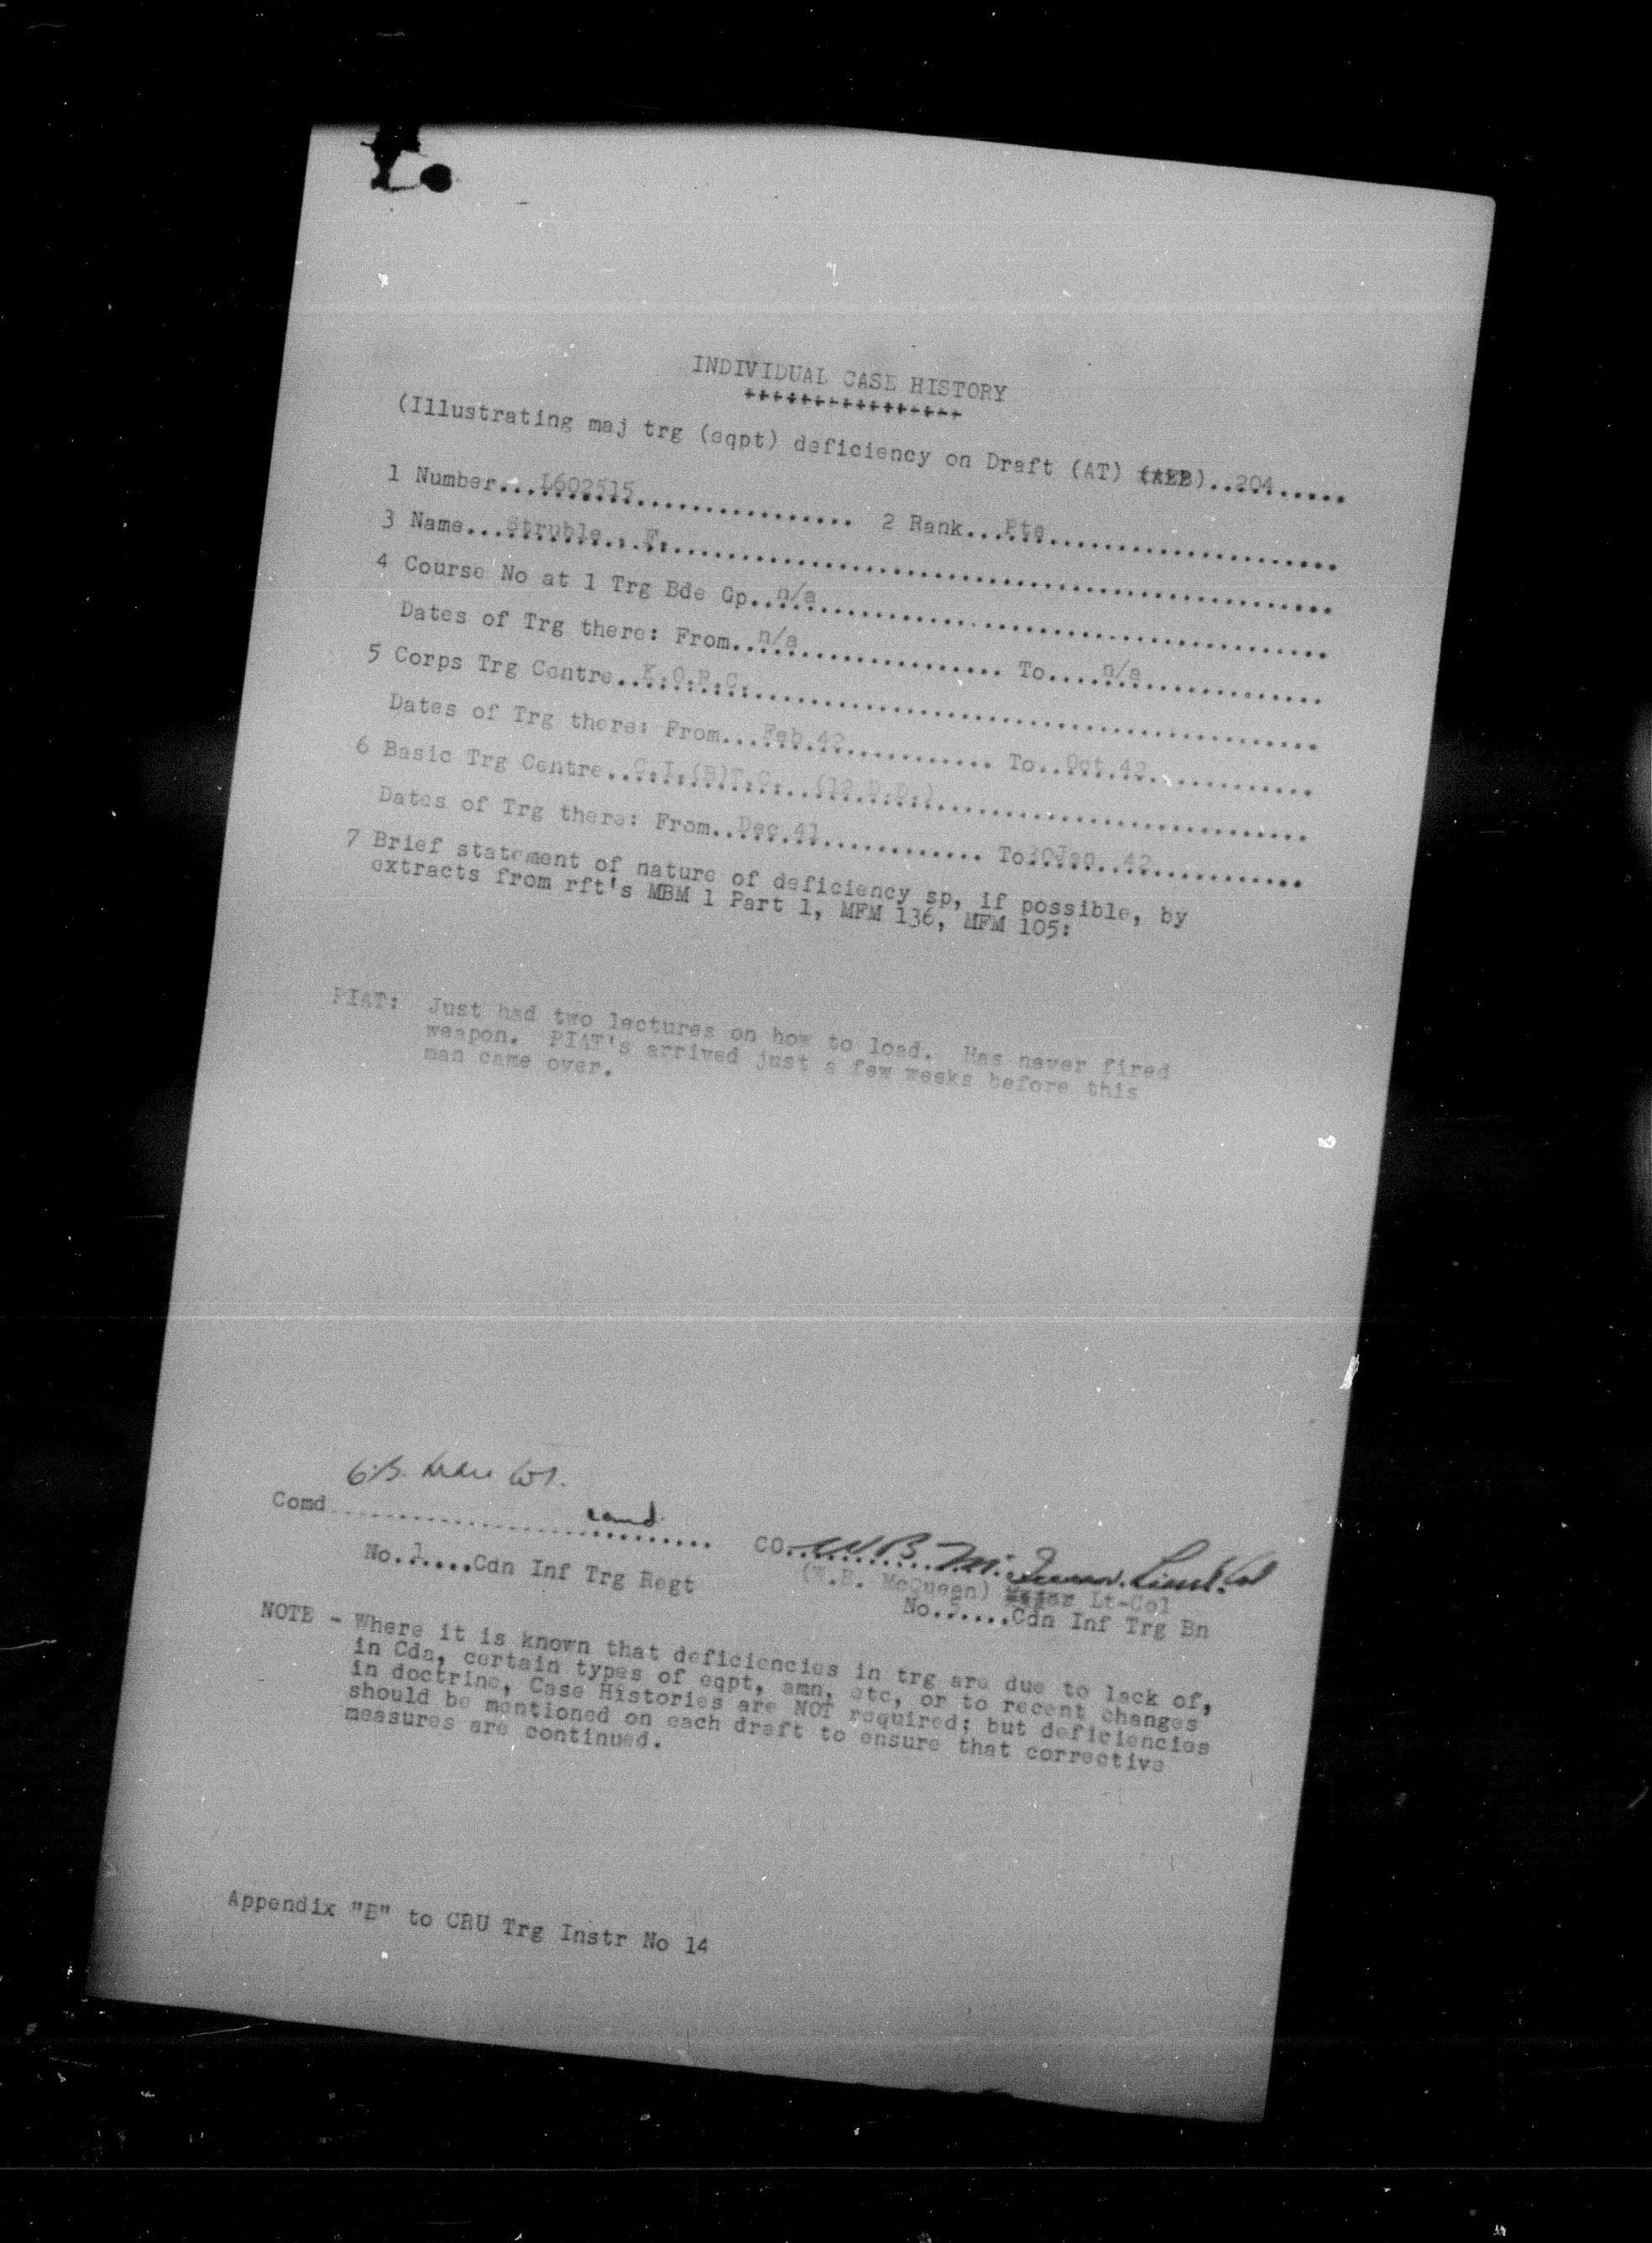 INDIVIDUAL CASE HISTORY
++++++++++++++++
(Illustrating maj trg (eqpt) deficiency on Draft (AT) (AEB)..204.....
1 Number...L602515.................... 2 Rank...Pte....................
3 Name...Struble., F...........................................
4 Course No at 1 Trg Bde Gp..n/a...................................
Dates of Trg there: From..n/a................. To....n/a.............
5 Corps Trg Centre..K.O.R.C.........................................
Dates of Trg there: From...Feb.42............ To..Oct.42............
6 Basic Trg Centre..C.I.(B)T.C...(12.D.D.)...........................
Dates of Trg there: From..Dec.41............. To30Jan..42...........
7 Brief statement of nature of deficiency sp, if possible, by
extracts from rft's MBM 1 Part 1, MFM 136, MFM 105:
PIAT: Just had two lectures on how to load. Has never fired
weapon. PIAT's arrived just a few weeks before this
man came over.
Comd..............................
CO..............
No.1.....Cdn Inf Trg Regt
(W.B. McQueen) Major Lt-Col
No......Cdn Inf Trg Bn
NOTE - Where it is known that deficiencies in trg are due to lack of,
in Cda, certain types of eqpt, amn, etc, or to recent changes
in doctrine, Case Histories are NOT required; but deficiencies
should be mentioned on each draft to ensure that corrective
measures are continued.
Appendix "E" to CRU Trg Instr No 14